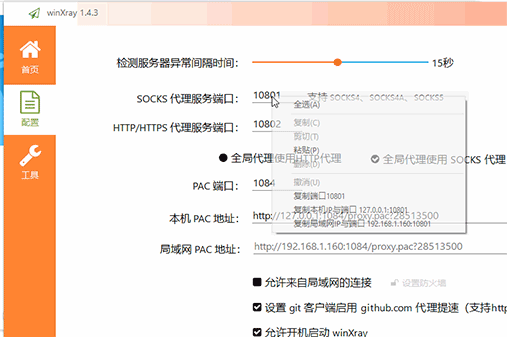 winXray 1.4.3
首页
配置
工具
检测服务器异常间隔时间： 15秒
SOCKS 代理服务端口： 10801 支持 SOCKS4、SOCKS4A、SOCKS5
HTTP/HTTPS 代理服务端口： 10802
全局代理使用HTTP代理 全局代理使用 SOCKS 代理
PAC 端口： 1084
本机 PAC 地址： http://127.0.0.1:1084/proxy.pac?28513500
局域网 PAC 地址： http://192.168.1.160:1084/proxy.pac?28513500
允许来自局域网的连接 设置防火墙
设置 git 客户端启用 github.com 代理提速（支持http
允许开机启动 winXray
全选(A)
复制(C)
剪切(T)
粘贴(P)
删除(D)
撤消(U)
复制端口10801
复制本机IP与端口 127.0.0.1:10801
复制局域网IP与端口 192.168.1.160:10801